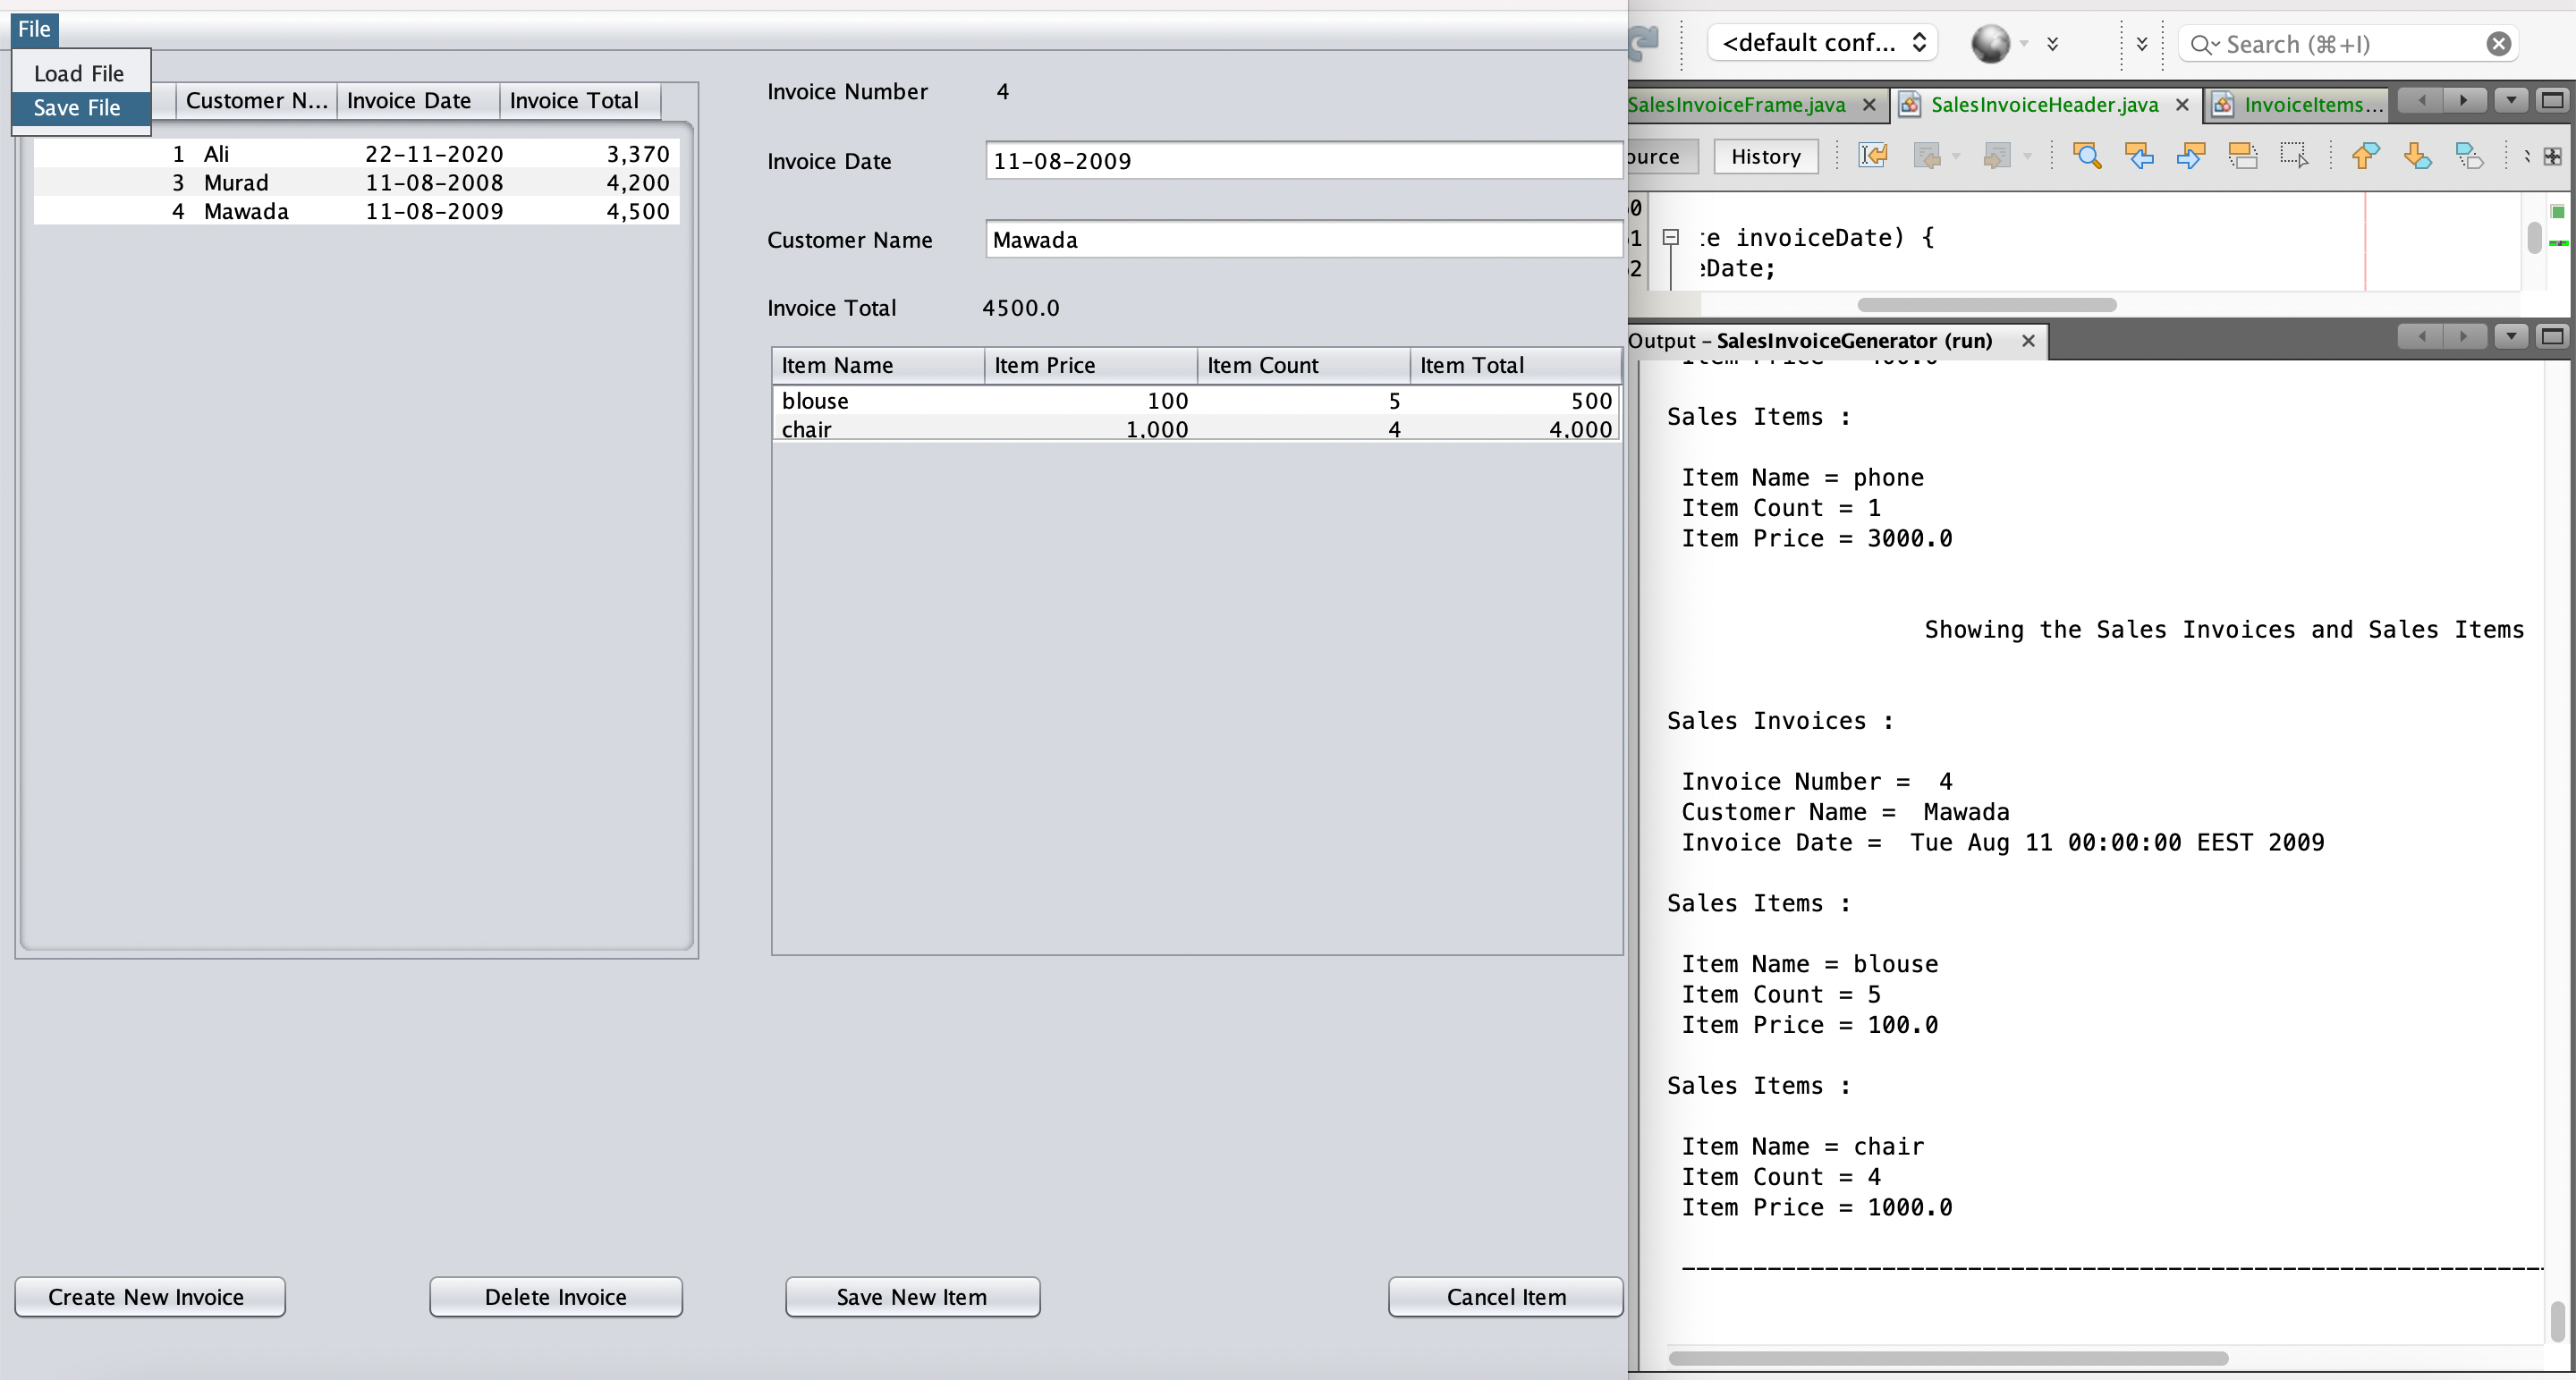 File
Load File
Save File
Customer N... Invoice Date Invoice Total
1 Ali 22-11-2020 3,370
3 Murad 11-08-2008 4,200
4 Mawada 11-08-2009 4,500
Invoice Number 4
Invoice Date 11-08-2009
Customer Name Mawada
Invoice Total 4500.0
Item Name Item Price Item Count Item Total
blouse 100 5 500
chair 1,000 4 4,000
Create New Invoice Delete Invoice Save New Item Cancel Item
<default conf... Search (⌘+I)
SalesInvoiceFrame.java SalesInvoiceHeader.java InvoiceItems...
ource History
te invoiceDate) {
eDate;
Output – SalesInvoiceGenerator (run)
Sales Items :
Item Name = phone
Item Count = 1
Item Price = 3000.0
Showing the Sales Invoices and Sales Items
Sales Invoices :
Invoice Number = 4
Customer Name = Mawada
Invoice Date = Tue Aug 11 00:00:00 EEST 2009
Sales Items :
Item Name = blouse
Item Count = 5
Item Price = 100.0
Sales Items :
Item Name = chair
Item Count = 4
Item Price = 1000.0